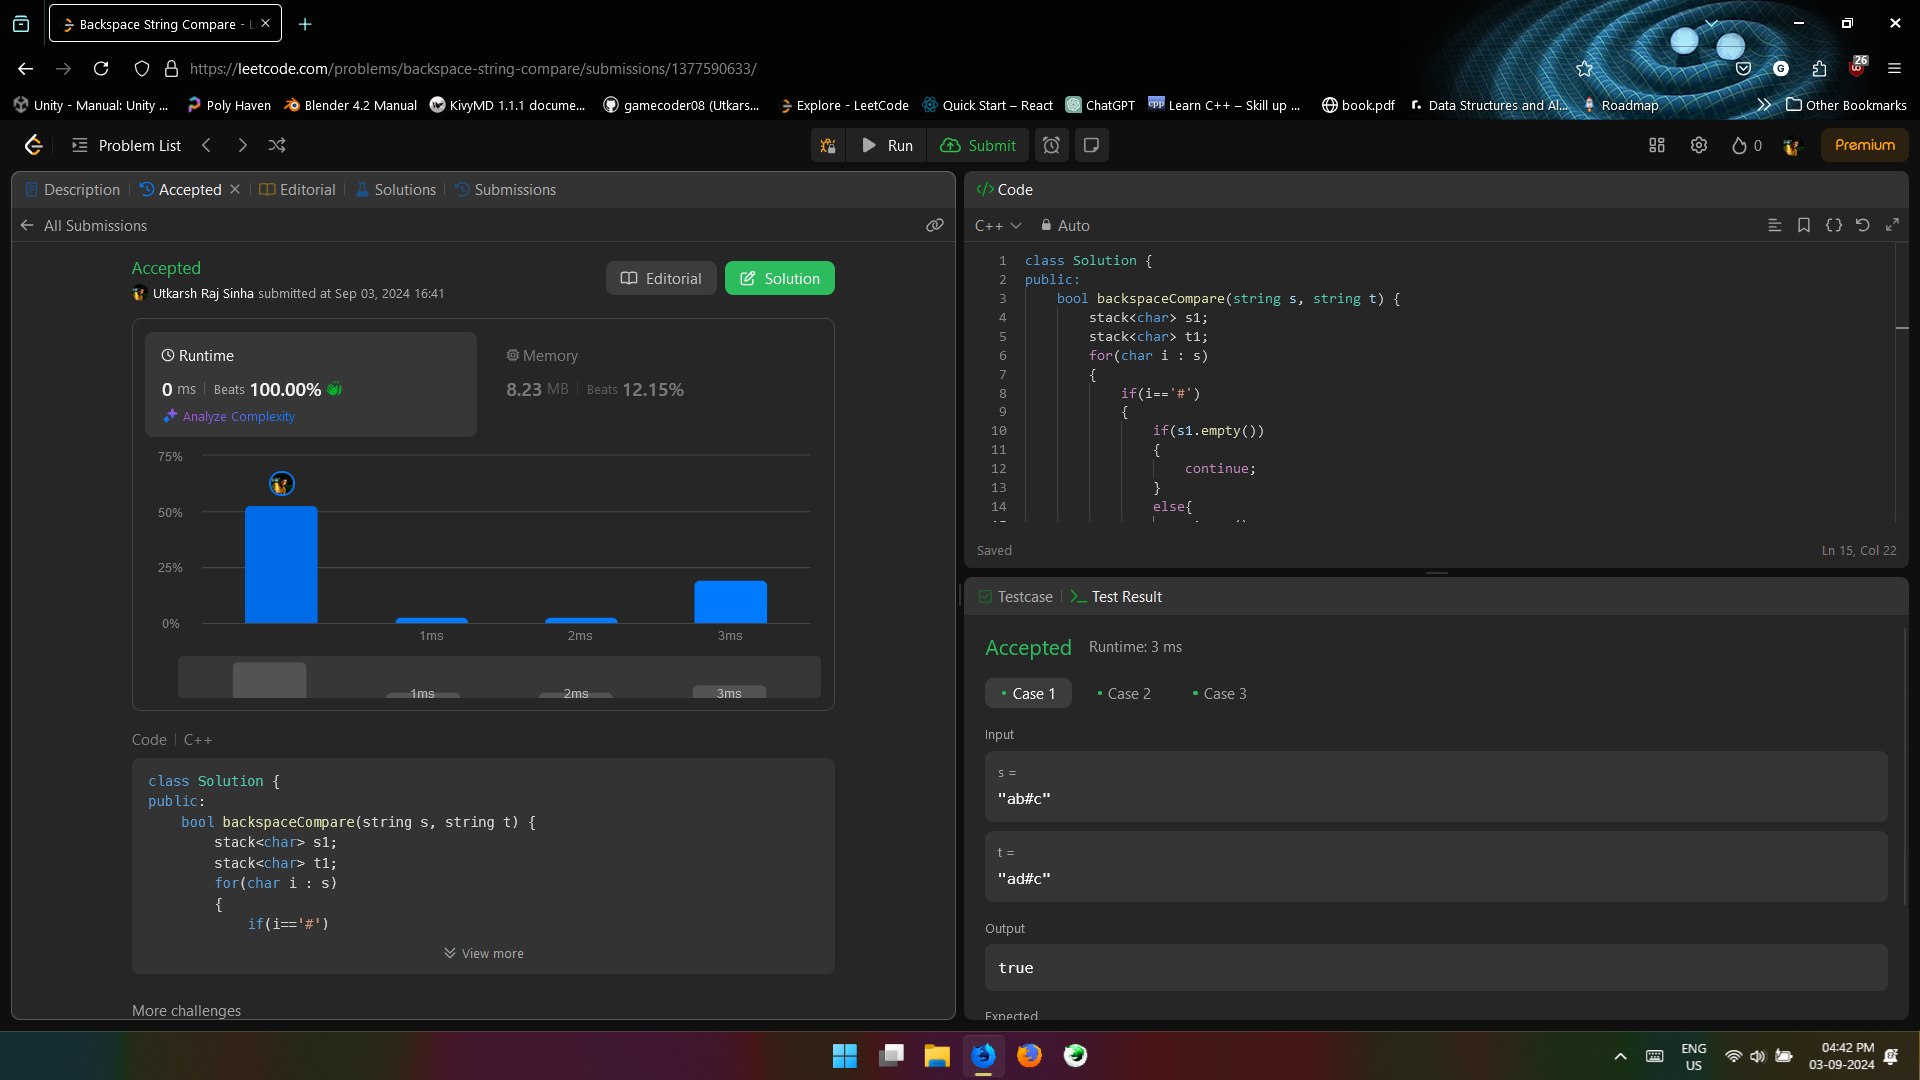 Backspace String Compare - L
https://leetcode.com/problems/backspace-string-compare/submissions/1377590633/
26
Unity - Manual: Unity ...
Poly Haven
Blender 4.2 Manual
KivyMD 1.1.1 docume...
gamecoder08 (Utkars...
Explore - LeetCode
Quick Start – React
ChatGPT
Learn C++ – Skill up ...
book.pdf
Data Structures and Al...
Roadmap
Other Bookmarks
Problem List
Run
Submit
0
Premium
Description
Accepted
Editorial
Solutions
Submissions
All Submissions
Accepted
Utkarsh Raj Sinha submitted at Sep 03, 2024 16:41
Editorial
Solution
Runtime
0 ms Beats 100.00%
Analyze Complexity
Memory
8.23 MB Beats 12.15%
75%
50%
25%
0%
1ms
2ms
3ms
1ms
2ms
3ms
Code C++
class Solution {
public:
    bool backspaceCompare(string s, string t) {
        stack<char> s1;
        stack<char> t1;
        for(char i : s)
        {
            if(i=='#')
View more
More challenges
Code
C++
Auto
1 class Solution {
2 public:
3     bool backspaceCompare(string s, string t) {
4         stack<char> s1;
5         stack<char> t1;
6         for(char i : s)
7         {
8             if(i=='#')
9             {
10                 if(s1.empty())
11                 {
12                     continue;
13                 }
14                 else{
Saved
Ln 15, Col 22
Testcase
Test Result
Accepted
Runtime: 3 ms
Case 1
Case 2
Case 3
Input
s =
"ab#c"
t =
"ad#c"
Output
true
Expected
ENG
US
04:42 PM
03-09-2024